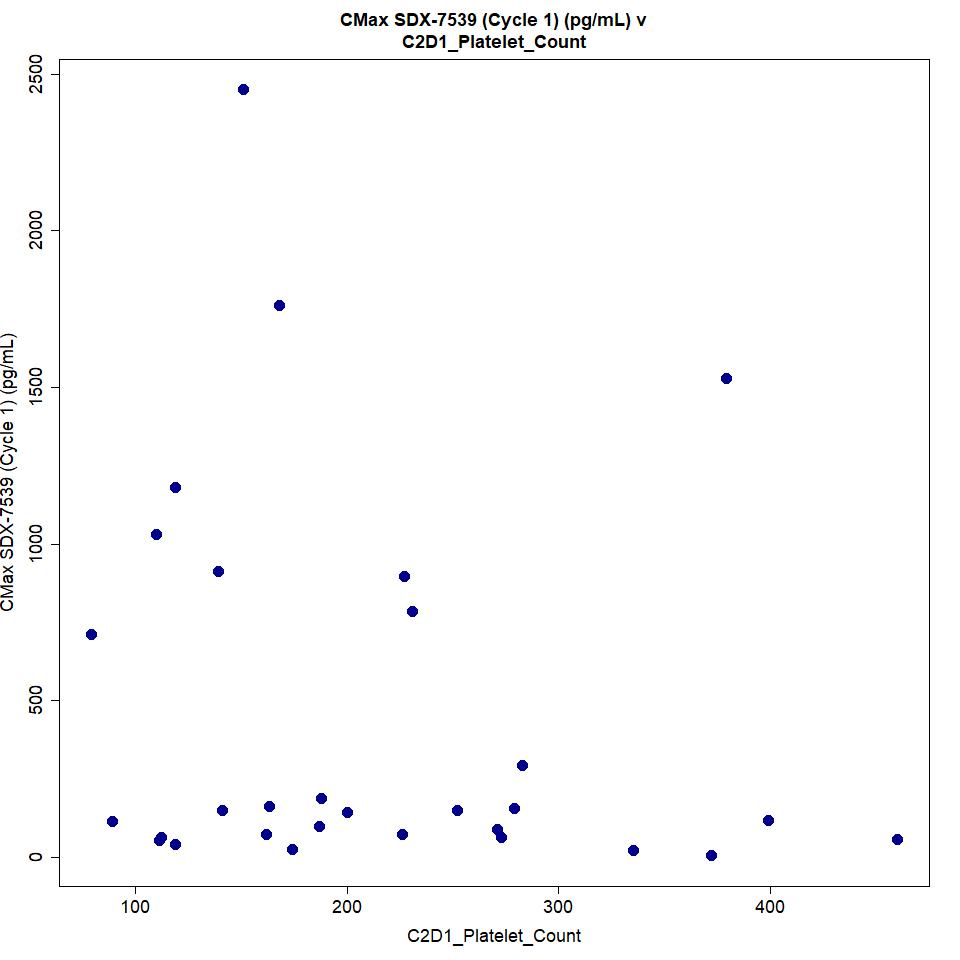 CMax SDX-7539 (Cycle 1) (pg/mL) v
C2D1_Platelet_Count
CMax SDX-7539 (Cycle 1) (pg/mL)
2500
2000
1500
1000
500
0
100 200 300 400
C2D1_Platelet_Count